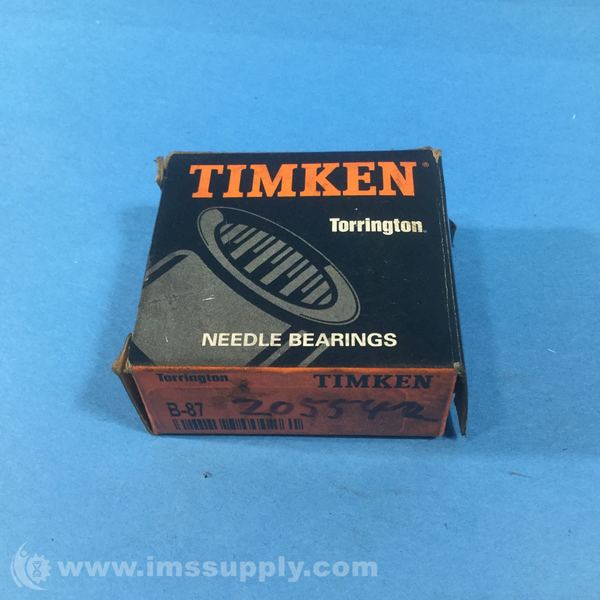 TIMKEN®
Torrington
NEEDLE BEARINGS
Torrington TIMKEN
B-87 205542
www.imssupply.com